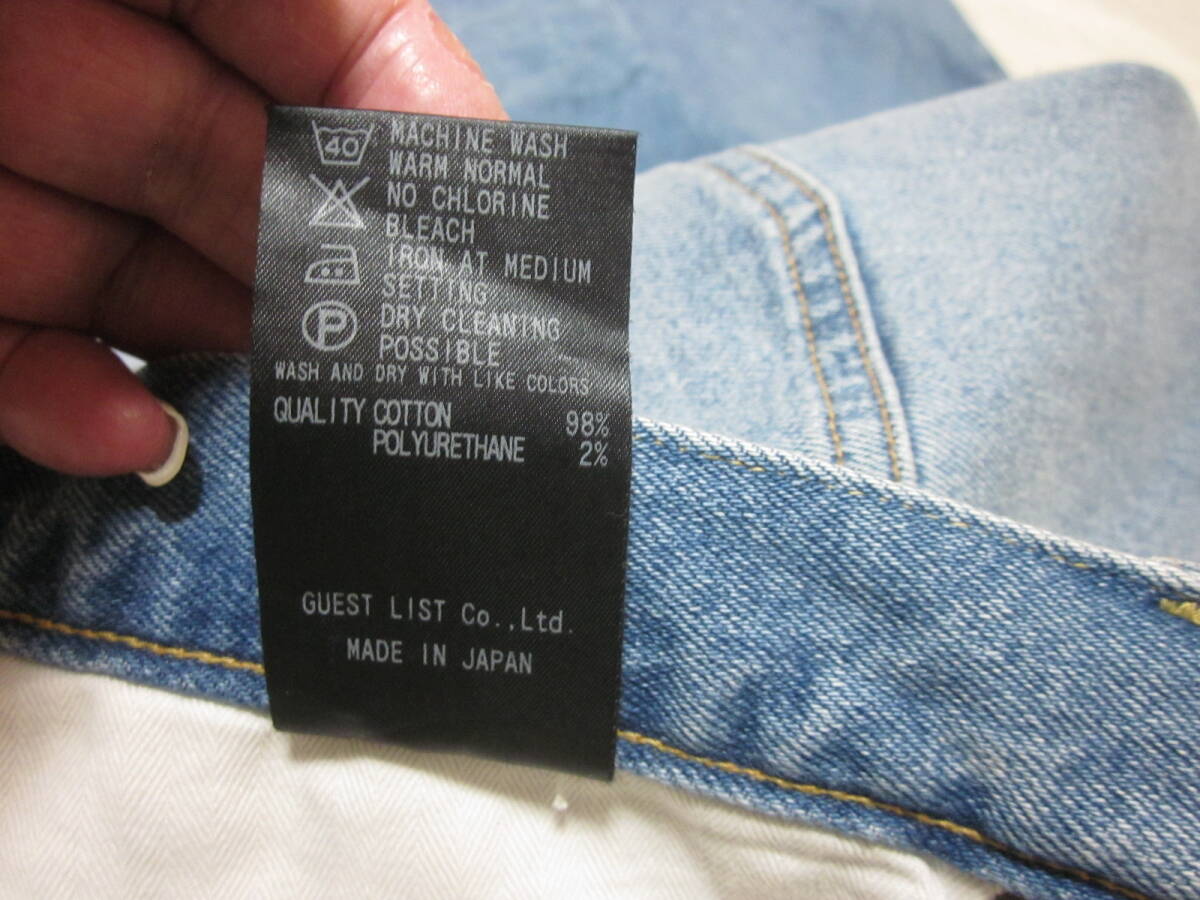 40 MACHINE WASH
WARM NORMAL
NO CHLORINE
BLEACH
IRON AT MEDIUM
SETTING
P DRY CLEANING
POSSIBLE
WASH AND DRY WITH LIKE COLORS
QUALITY COTTON 98%
POLYURETHANE 2%
GUEST LIST Co.,Ltd.
MADE IN JAPAN